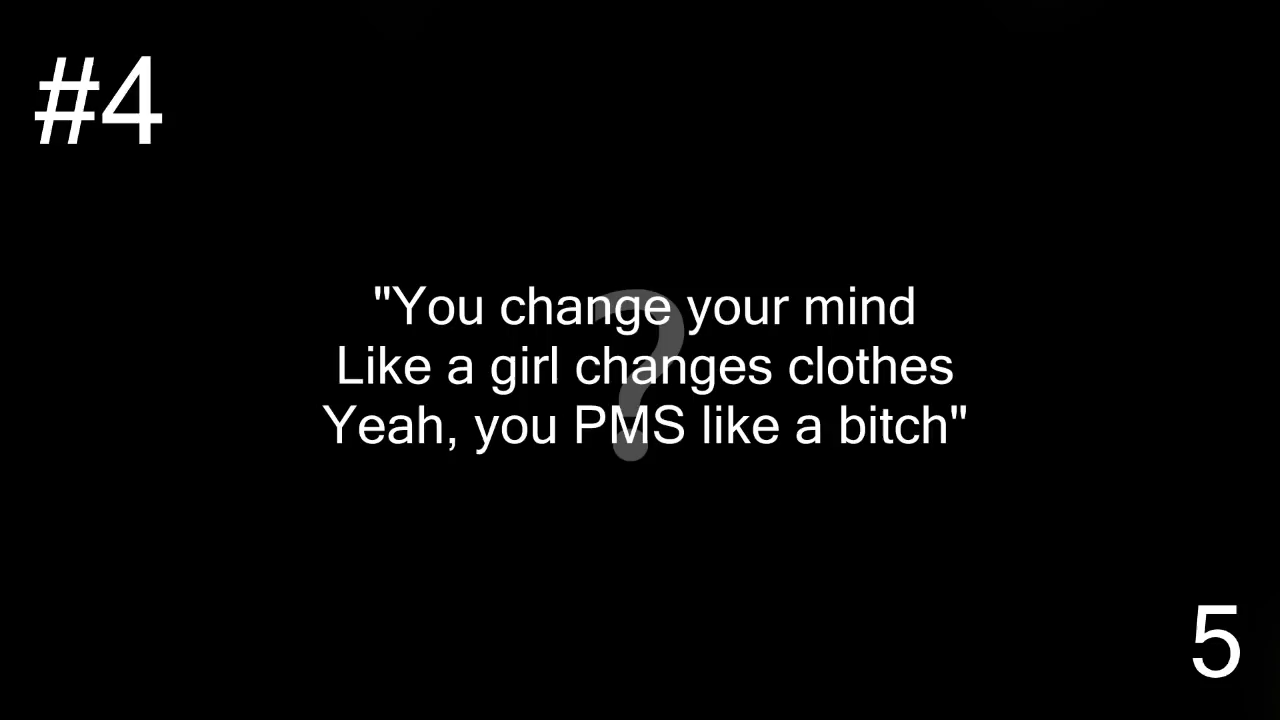 #4
"You change your mind
Like a girl changes clothes
Yeah, you PMS like a bitch"
?
5